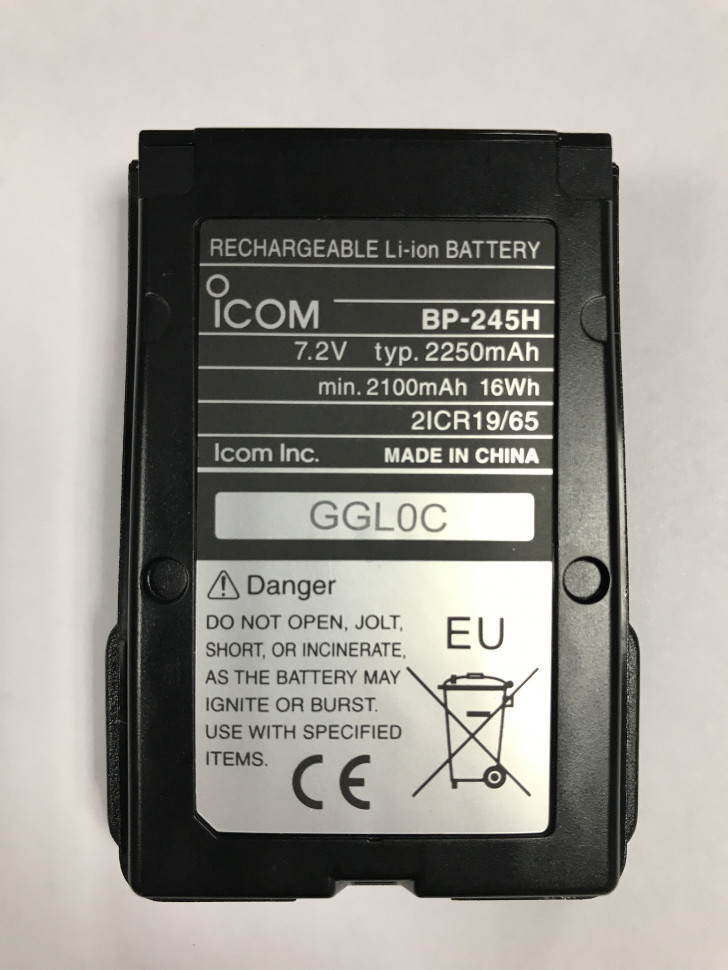 RECHARGEABLE Li-ion BATTERY
ICOM
BP-245H
7.2V typ. 2250mAh
min. 2100mAh 16Wh
2ICR19/65
Icom Inc. MADE IN CHINA
GGL0C
Danger
DO NOT OPEN, JOLT,
SHORT, OR INCINERATE,
AS THE BATTERY MAY
IGNITE OR BURST.
USE WITH SPECIFIED
ITEMS.
CE
EU